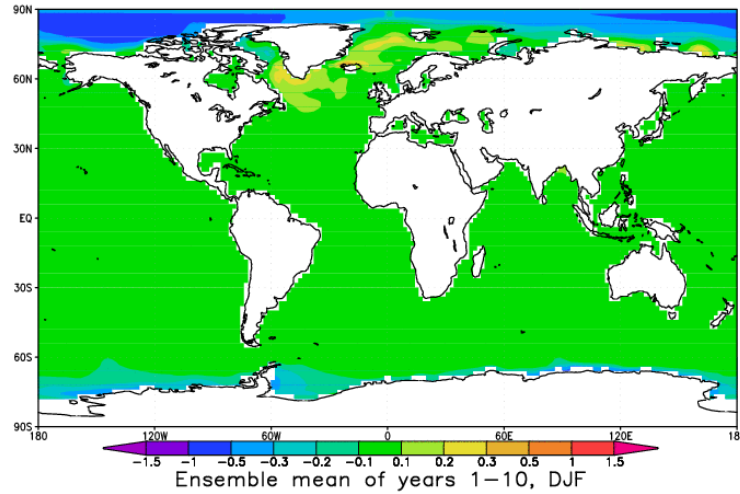 90N
60N
30N
EQ
30S
60S
90S
180 120W 60W 0 60E 120E 18
-1.5 -1 -0.5 -0.3 -0.2 -0.1 0.1 0.2 0.3 0.5 1 1.5
Ensemble mean of years 1-10, DJF